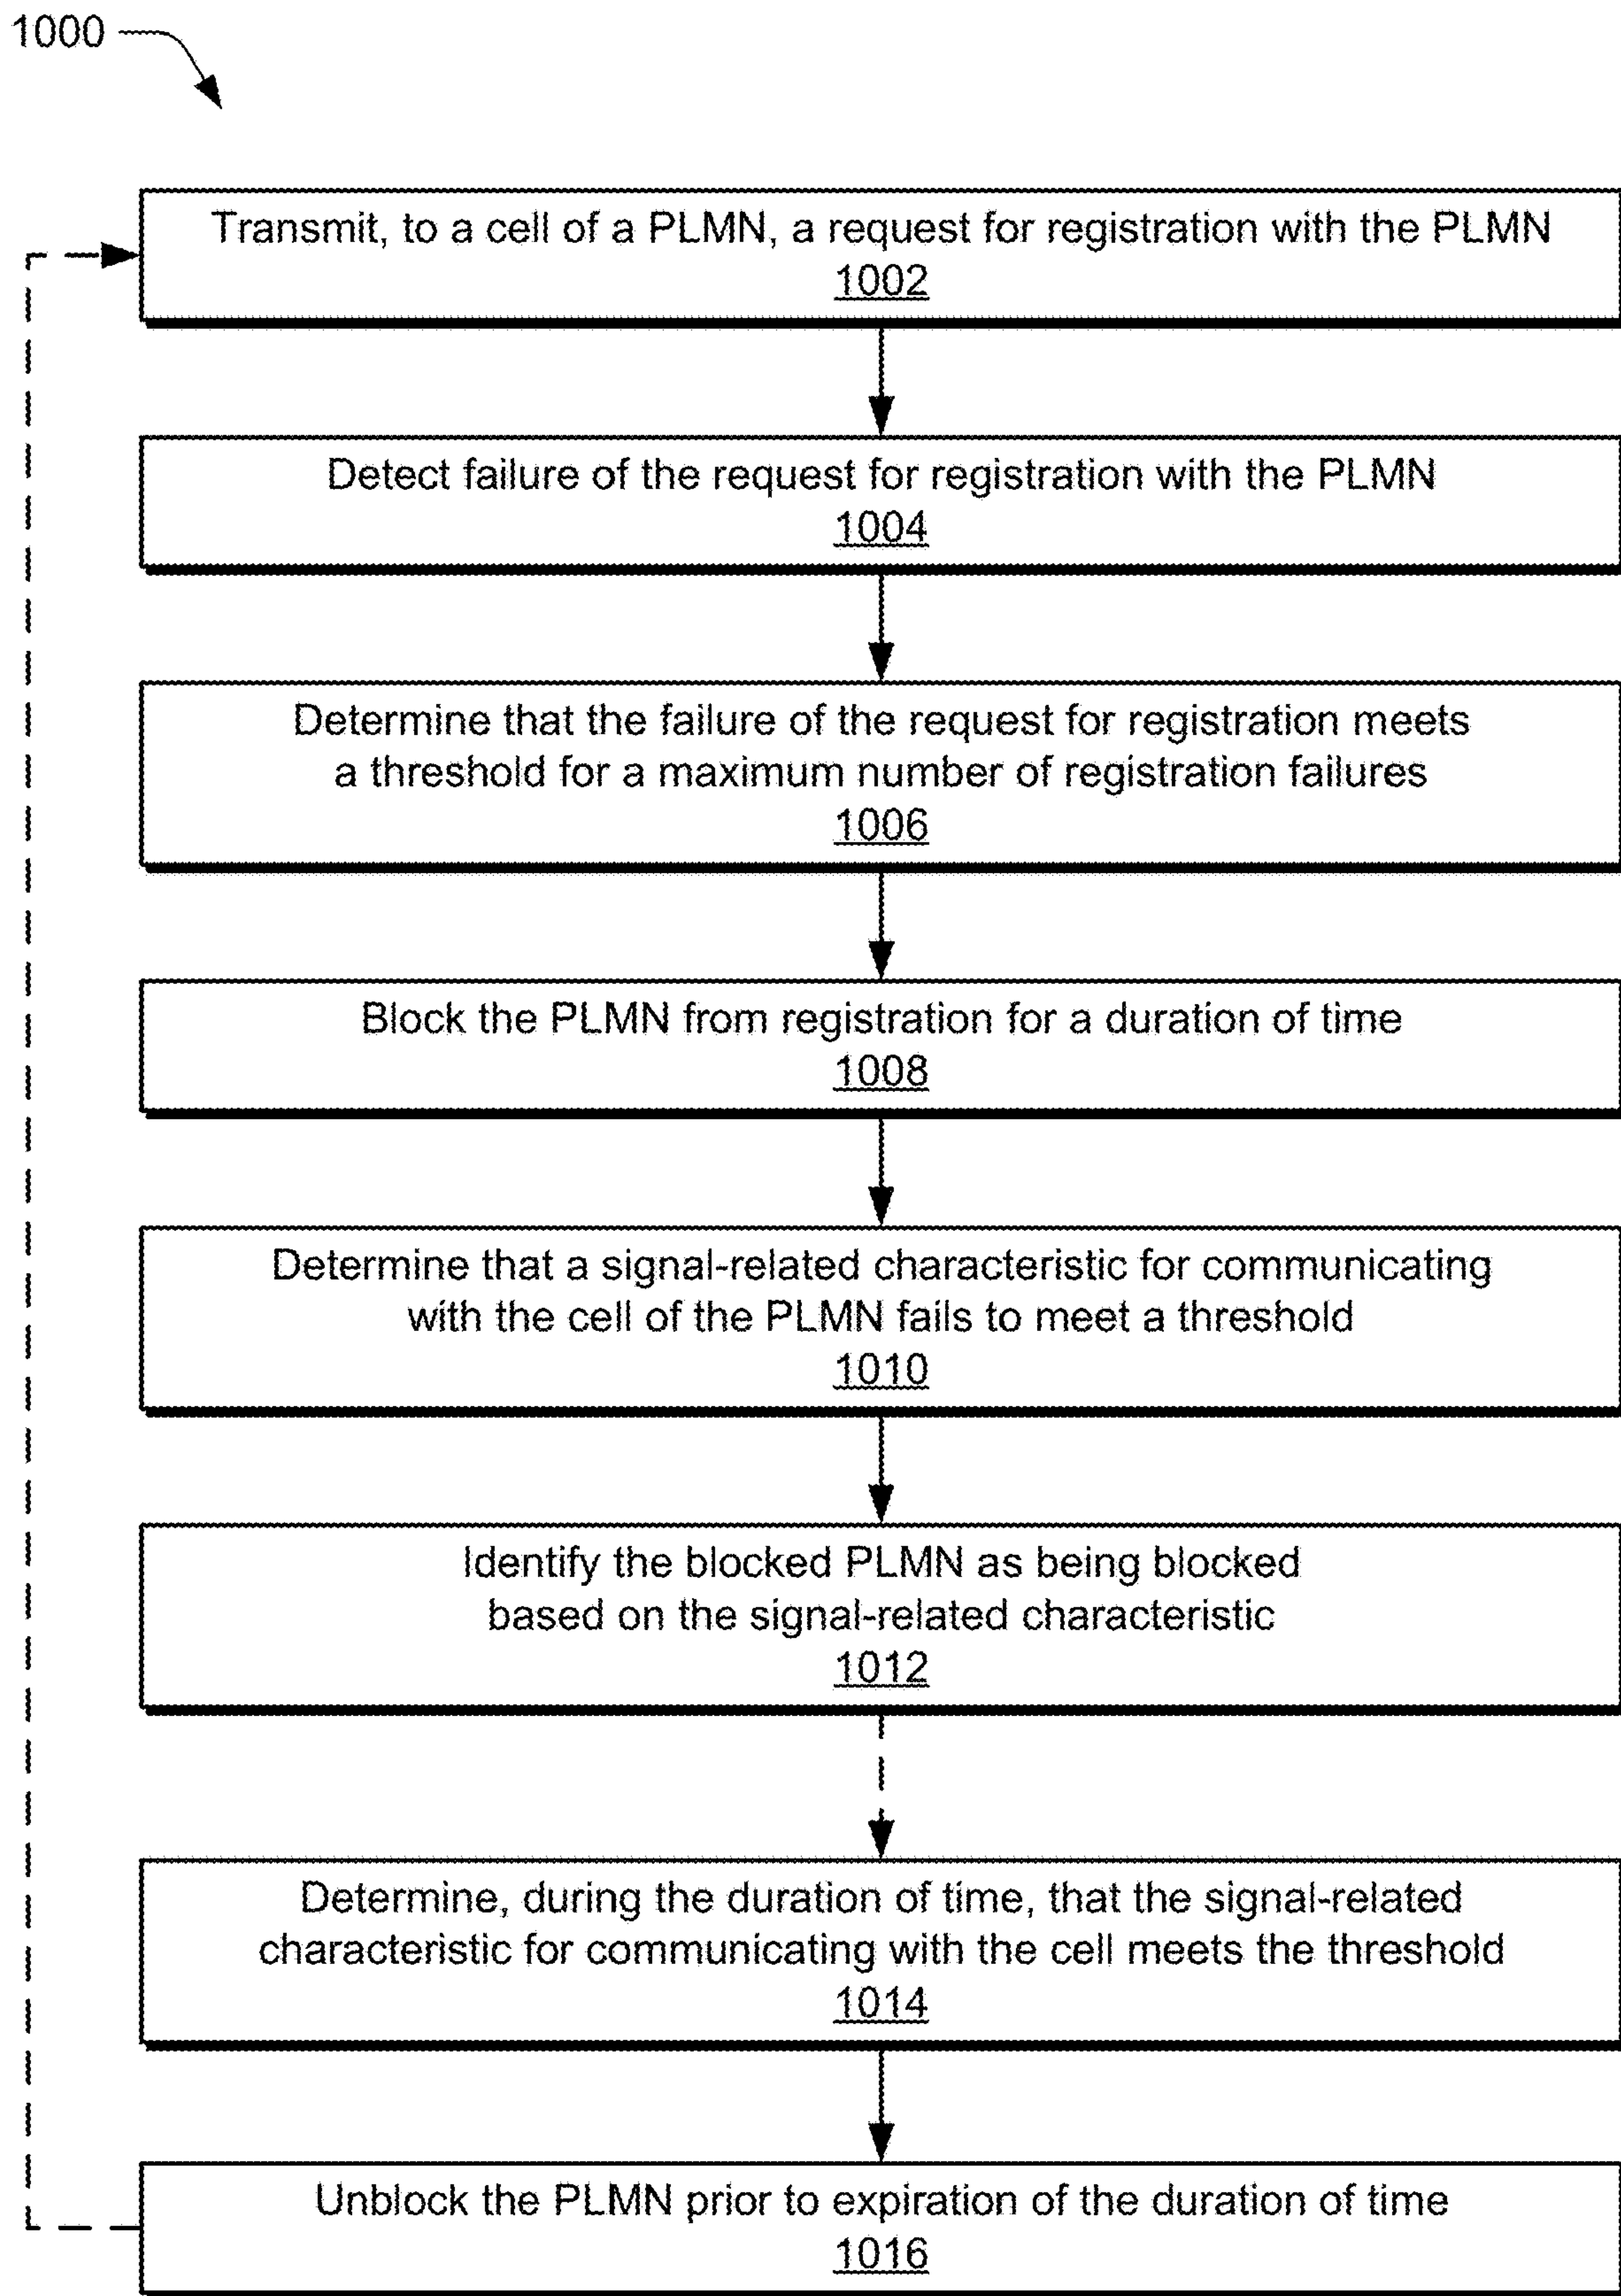 1000
Transmit, to a cell of a PLMN, a request for registration with the PLMN
1002
Detect failure of the request for registration with the PLMN
1004
Determine that the failure of the request for registration meets
a threshold for a maximum number of registration failures
1006
Block the PLMN from registration for a duration of time
1008
Determine that a signal-related characteristic for communicating
with the cell of the PLMN fails to meet a threshold
1010
Identify the blocked PLMN as being blocked
based on the signal-related characteristic
1012
Determine, during the duration of time, that the signal-related
characteristic for communicating with the cell meets the threshold
1014
Unblock the PLMN prior to expiration of the duration of time
1016